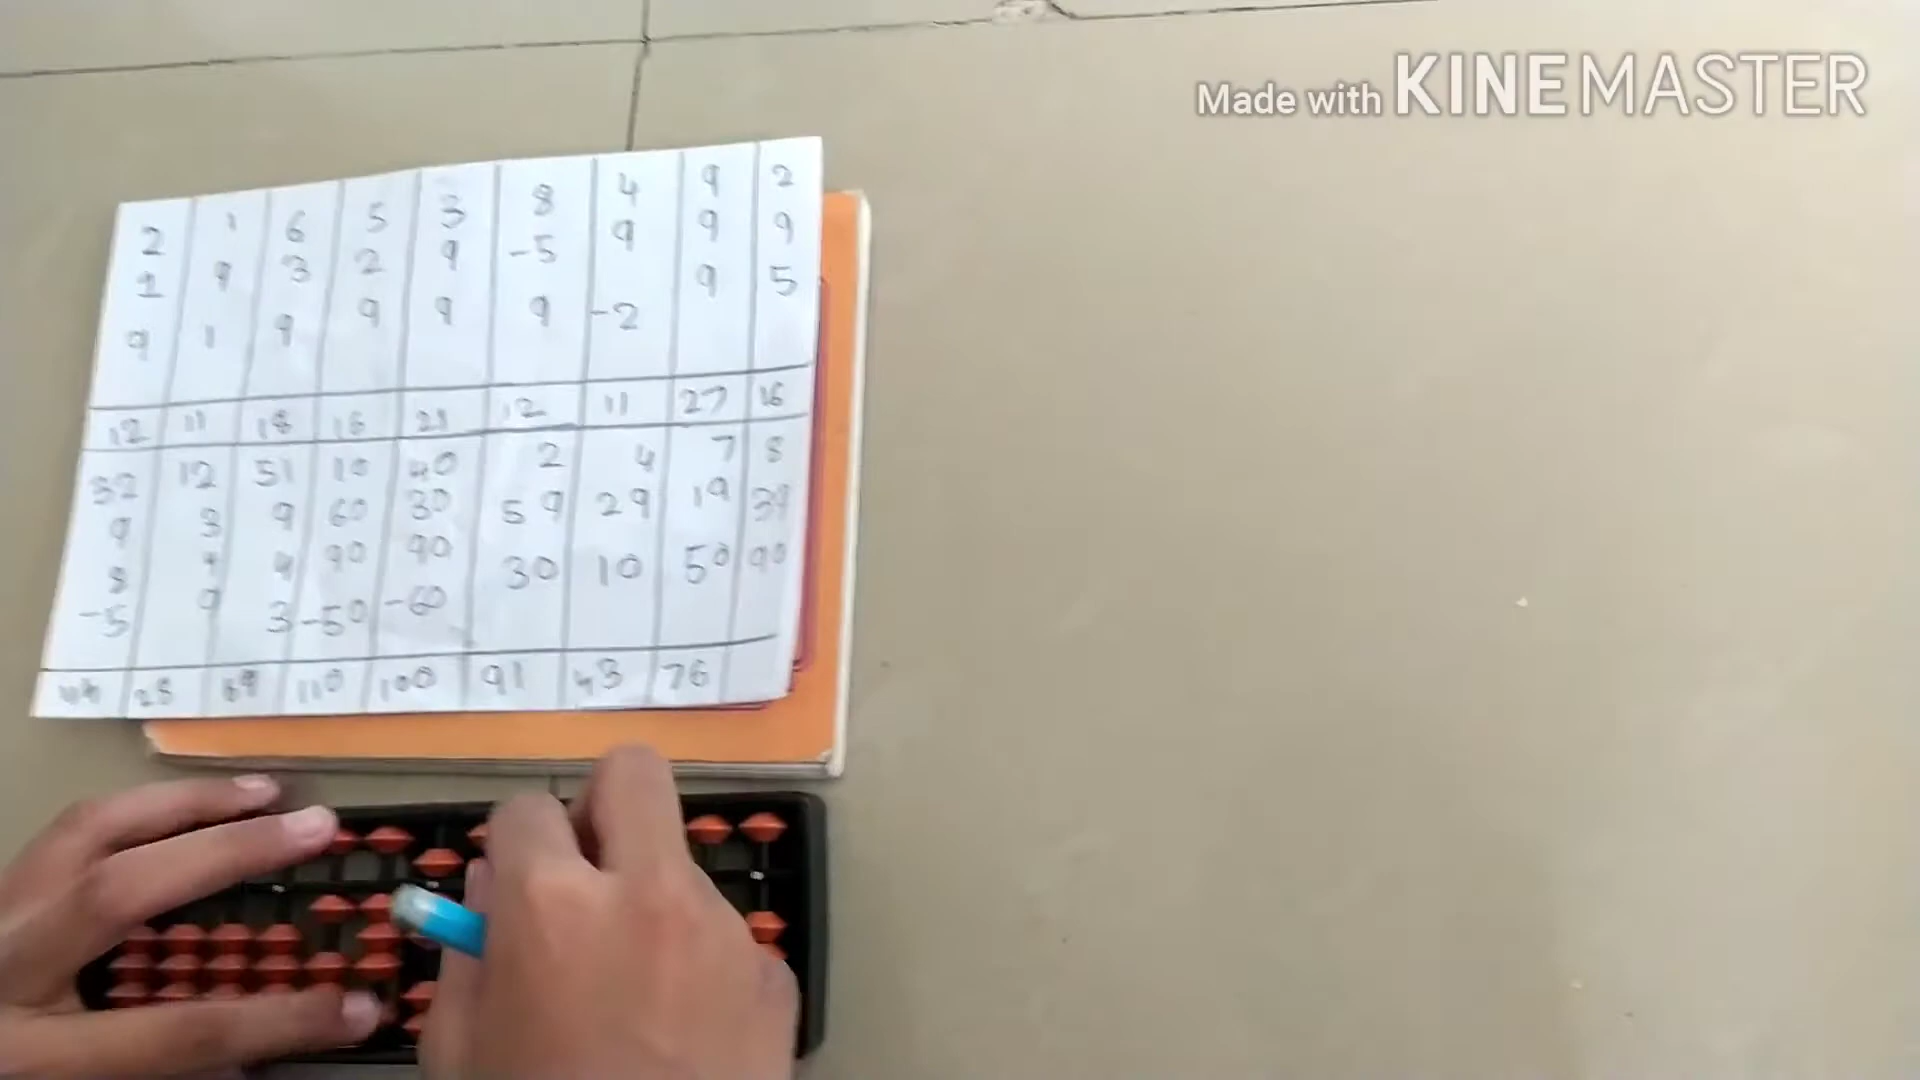 Made with KINEMASTER
2 1 6 5 3 8 4 9 2
1 9 3 2 9 -5 9 9 9
9 1 9 9 9 9 -2 9 5
12 11 18 16 21 12 11 27 16
32 12 51 10 40 2 4 7 8
9 3 9 60 30 59 29 19 39
8 4 4 90 90 30 10 50 90
-5 9 3 -50 -60
44 28 69 110 100 91 43 76